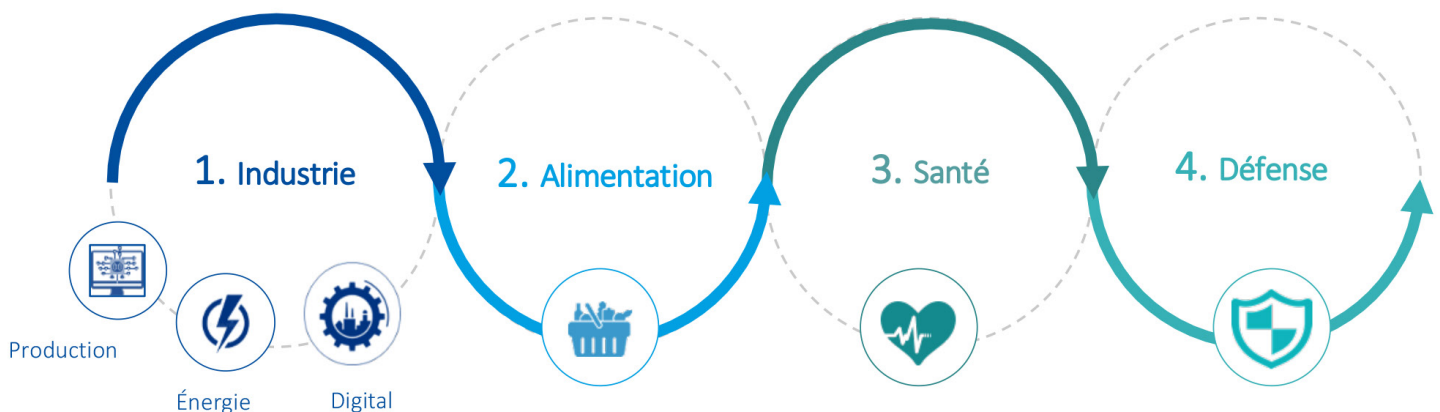 1. Industrie
2. Alimentation
3. Santé
4. Défense
Production
Énergie
Digital